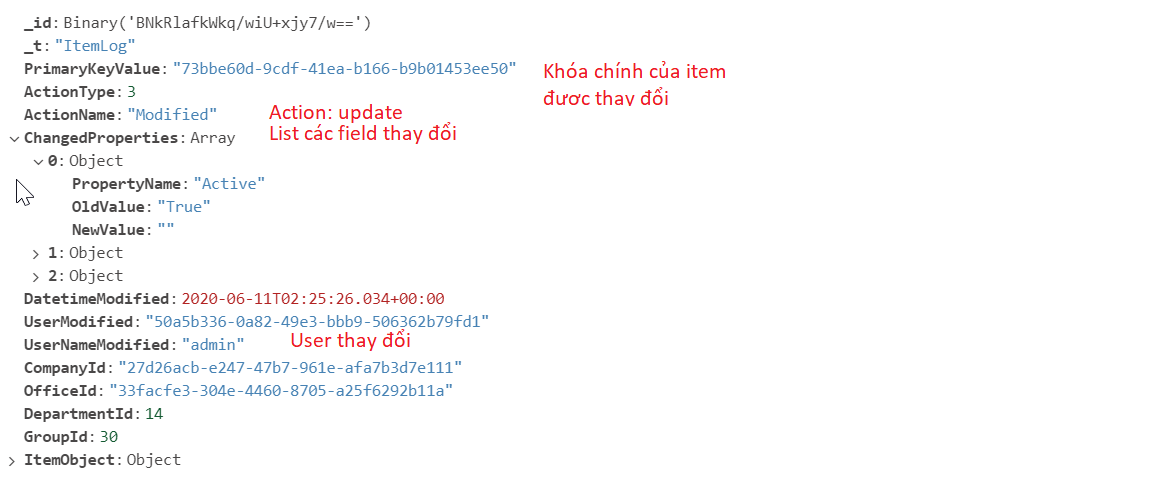 _id: Binary('BNkRlafkWkq/wiU+xjy7/w==')
_t: "ItemLog"
PrimaryKeyValue: "73bbe60d-9cdf-41ea-b166-b9b01453ee50" Khóa chính của item
ActionType: 3 được thay đổi
ActionName: "Modified" Action: update
ChangedProperties: Array List các field thay đổi
0: Object
PropertyName: "Active"
OldValue: "True"
NewValue: ""
1: Object
2: Object
DatetimeModified: 2020-06-11T02:25:26.034+00:00
UserModified: "50a5b336-0a82-49e3-bbb9-506362b79fd1"
UserNameModified: "admin" User thay đổi
CompanyId: "27d26acb-e247-47b7-961e-afa7b3d7e111"
OfficeId: "33facfe3-304e-4460-8705-a25f6292b11a"
DepartmentId: 14
GroupId: 30
ItemObject: Object